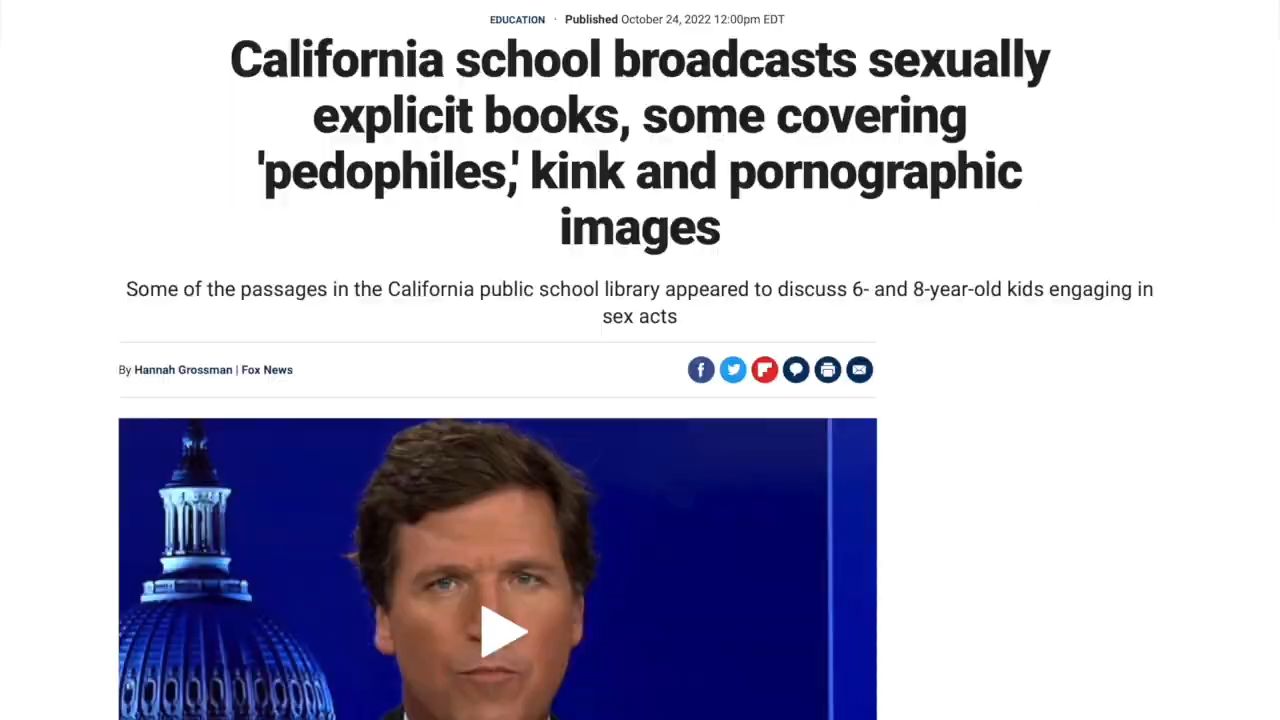 EDUCATION · Published October 24, 2022 12:00pm EDT
California school broadcasts sexually
explicit books, some covering
'pedophiles,' kink and pornographic
images
Some of the passages in the California public school library appeared to discuss 6- and 8-year-old kids engaging in
sex acts
By Hannah Grossman | Fox News